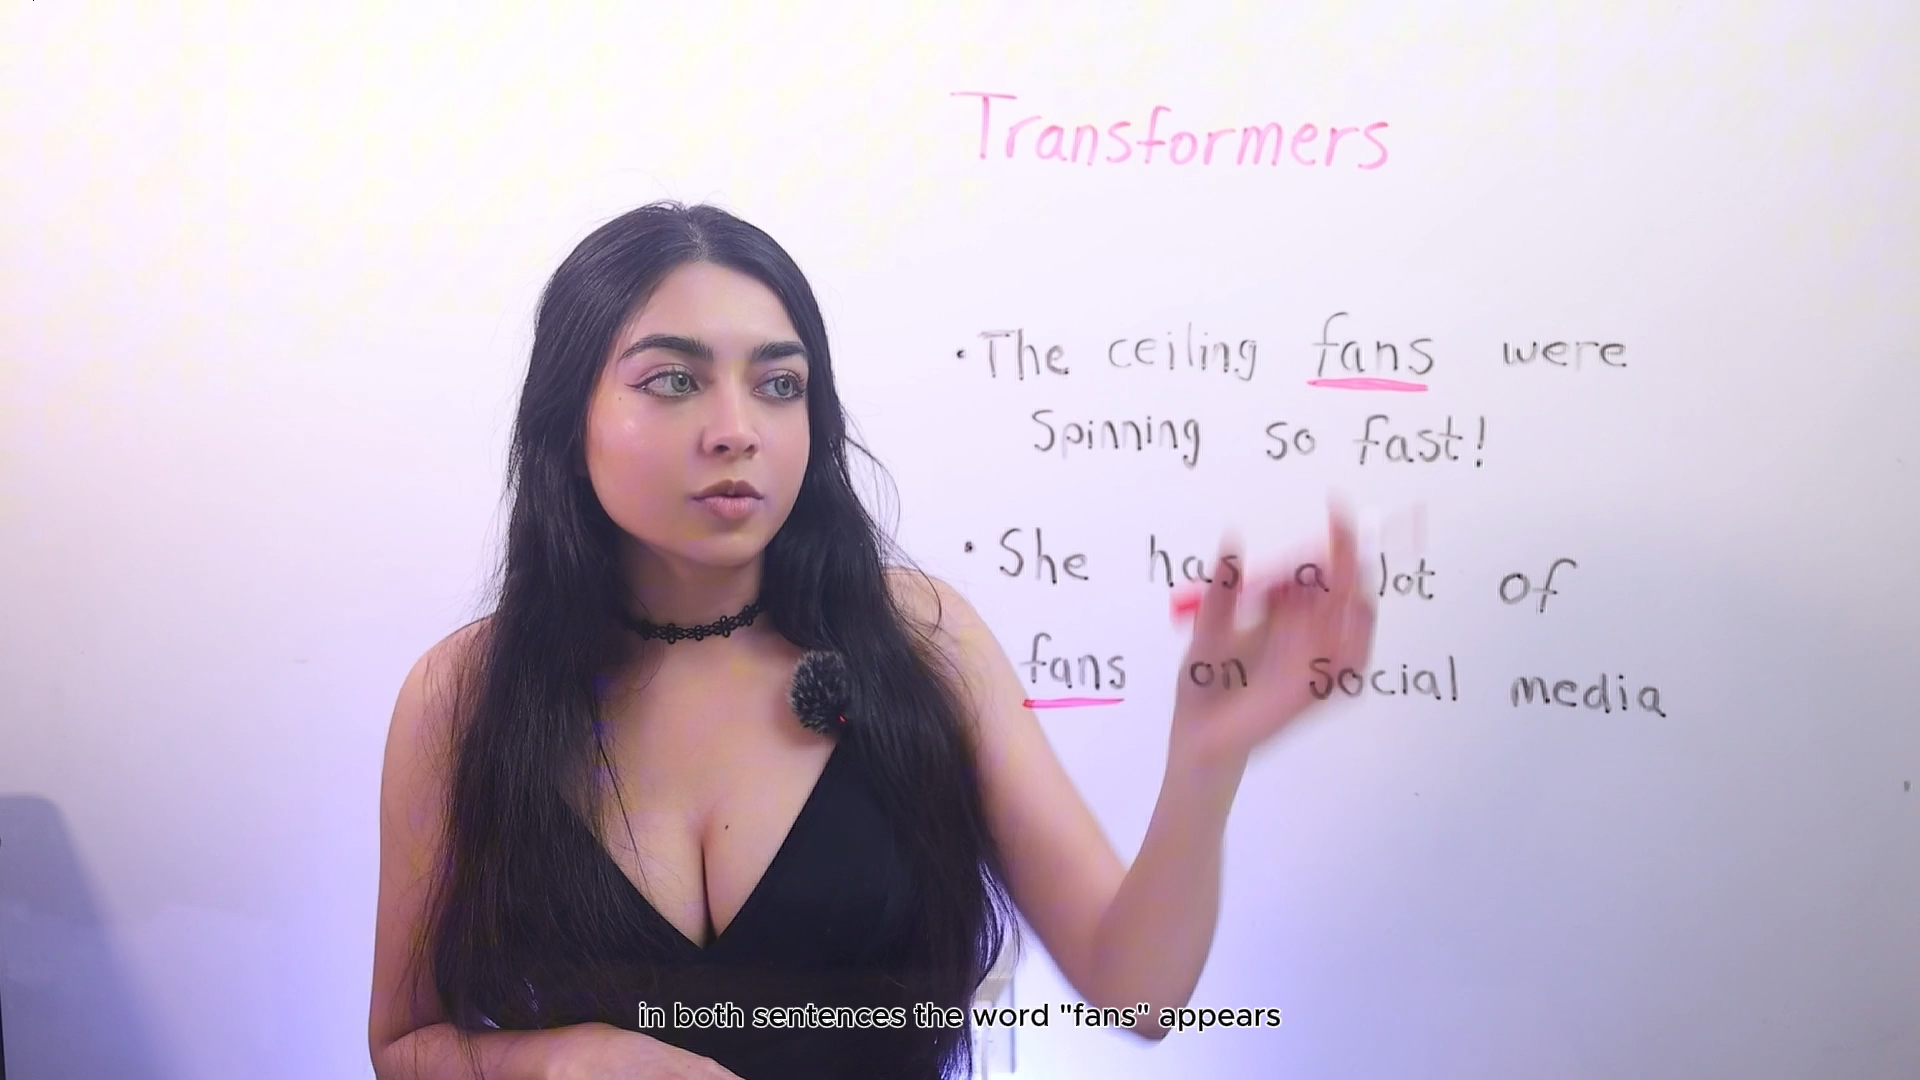 Transformers
• The ceiling fans were
Spinning so fast!
• She has a lot of
fans on social media
in both sentences the word "fans" appears